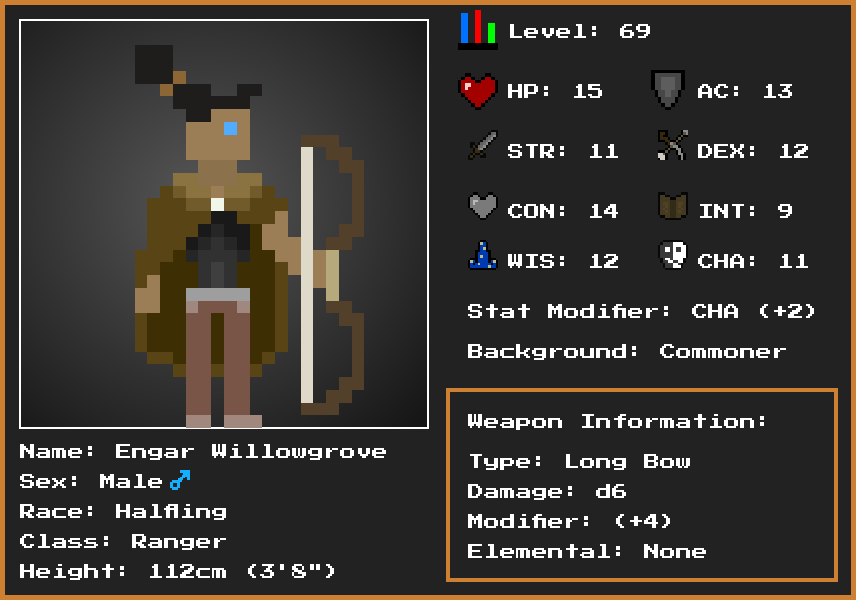 Level: 69
HP: 15
AC: 13
STR: 11
DEX: 12
CON: 14
INT: 9
WIS: 12
CHA: 11
Stat Modifier: CHA (+2)
Background: Commoner
Weapon Information:
Type: Long Bow
Damage: d6
Modifier: (+4)
Elemental: None
Name: Engar Willowgrove
Sex: Male ♂
Race: Halfling
Class: Ranger
Height: 112cm (3'8")